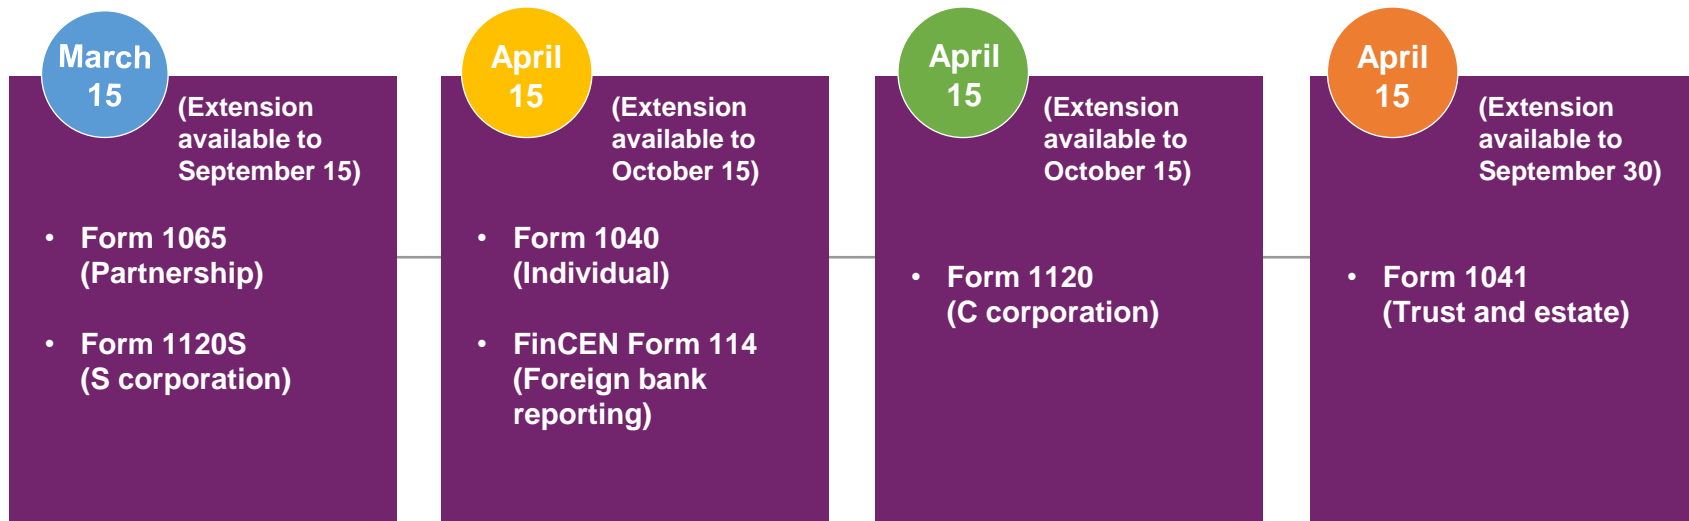 March
15
(Extension
available to
September 15)
• Form 1065
(Partnership)
• Form 1120S
(S corporation)
April
15
(Extension
available to
October 15)
• Form 1040
(Individual)
• FinCEN Form 114
(Foreign bank
reporting)
April
15
(Extension
available to
October 15)
• Form 1120
(C corporation)
April
15
(Extension
available to
September 30)
• Form 1041
(Trust and estate)